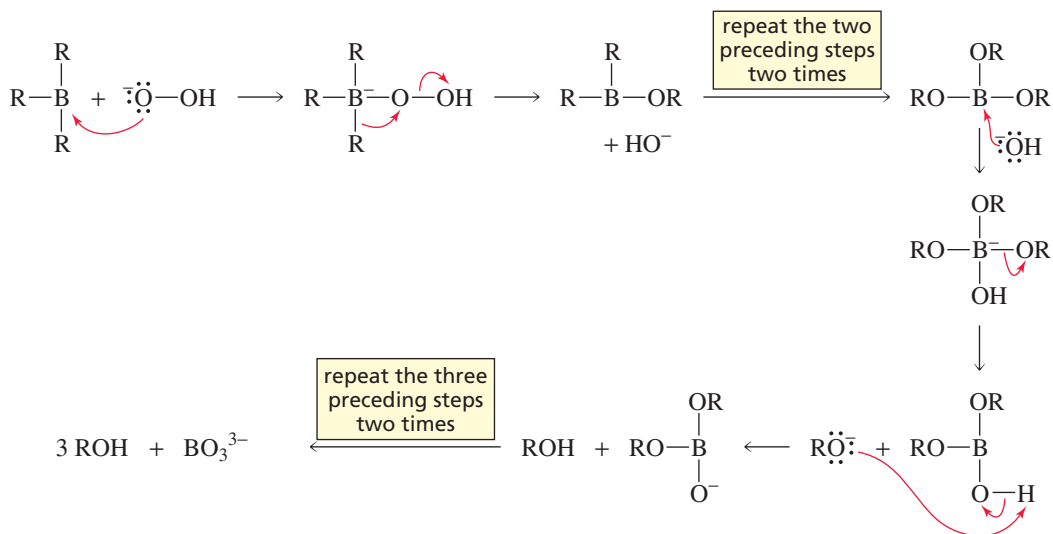 R
R—B + ⁻:Ö—OH
R
R
R—B⁻—O—OH
R
R
R—B—OR
+ HO⁻
repeat the two
preceding steps
two times
OR
RO—B—OR
⁻:ÖH
OR
RO—B⁻—OR
OH
OR
RO—B
O—H
RÖ:⁻ +
OR
ROH + RO—B
O⁻
repeat the three
preceding steps
two times
3 ROH + BO₃³⁻